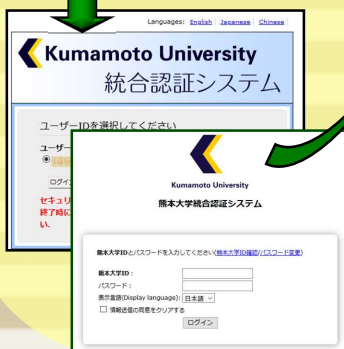 Languages: English Japanese Chinese
Kumamoto University
統合認証システム
ユーザーIDを選択してください
ユーザー
ログイ
セキュリ
終了時に
い.
Kumamoto University
熊本大学統合認証システム
熊本大学IDとパスワードを入力してください(熊本大学ID確認/パスワード変更)
熊本大学ID：
パスワード：
表示言語(Display language): 日本語
情報送信の同意をクリアする
ログイン